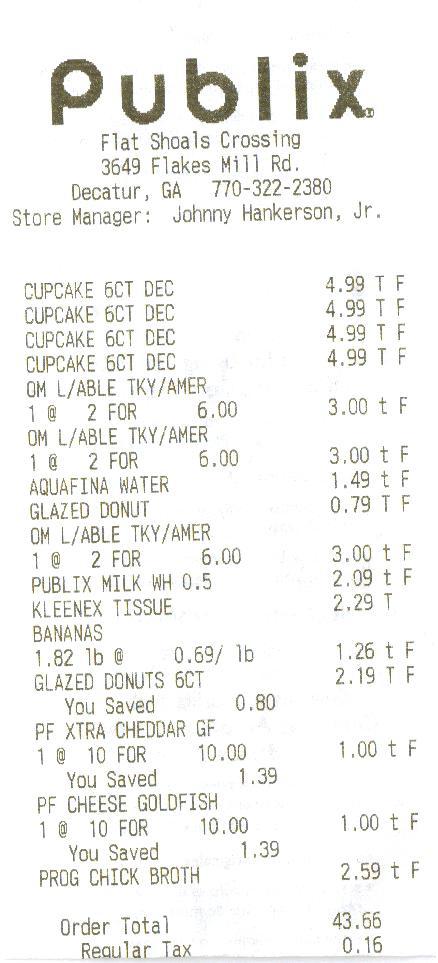 Publix
Flat Shoals Crossing
3649 Flakes Mill Rd.
Decatur, GA 770-322-2380
Store Manager: Johnny Hankerson, Jr.
CUPCAKE 6CT DEC 4.99 T F
CUPCAKE 6CT DEC 4.99 T F
CUPCAKE 6CT DEC 4.99 T F
CUPCAKE 6CT DEC 4.99 T F
OM L/ABLE TKY/AMER
1 @ 2 FOR 6.00 3.00 t F
OM L/ABLE TKY/AMER
1 @ 2 FOR 6.00 3.00 t F
AQUAFINA WATER 1.49 t F
GLAZED DONUT 0.79 T F
OM L/ABLE TKY/AMER
1 @ 2 FOR 6.00 3.00 t F
PUBLIX MILK WH 0.5 2.09 t F
KLEENEX TISSUE 2.29 T
BANANAS
1.82 lb @ 0.69/ lb 1.26 t F
GLAZED DONUTS 6CT 2.19 T F
You Saved 0.80
PF XTRA CHEDDAR GF
1 @ 10 FOR 10.00 1.00 t F
You Saved 1.39
PF CHEESE GOLDFISH
1 @ 10 FOR 10.00 1.00 t F
You Saved 1.39
PROG CHICK BROTH 2.59 t F
Order Total 43.66
Regular Tax 0.16